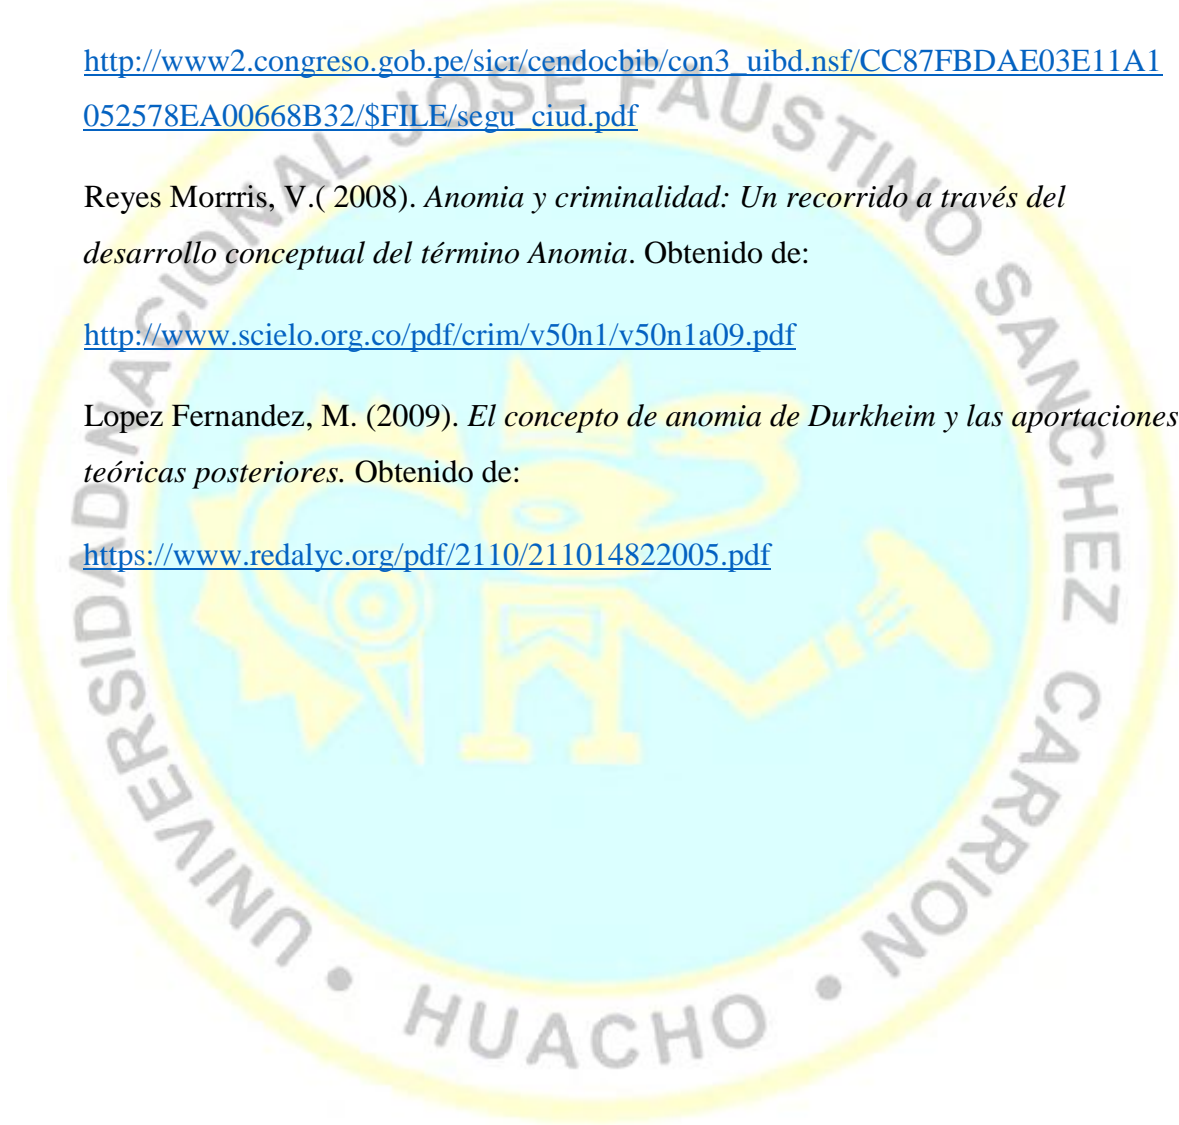 http://www2.congreso.gob.pe/sicr/cendocbib/con3_uibd.nsf/CC87FBDAE03E11A1
052578EA00668B32/$FILE/segu_ciud.pdf
Reyes Morrris, V.( 2008). Anomia y criminalidad: Un recorrido a través del
desarrollo conceptual del término Anomia. Obtenido de:
http://www.scielo.org.co/pdf/crim/v50n1/v50n1a09.pdf
Lopez Fernandez, M. (2009). El concepto de anomia de Durkheim y las aportaciones
teóricas posteriores. Obtenido de:
https://www.redalyc.org/pdf/2110/211014822005.pdf
UNIVERSIDAD NACIONAL JOSE FAUSTINO SANCHEZ CARRION
• HUACHO •